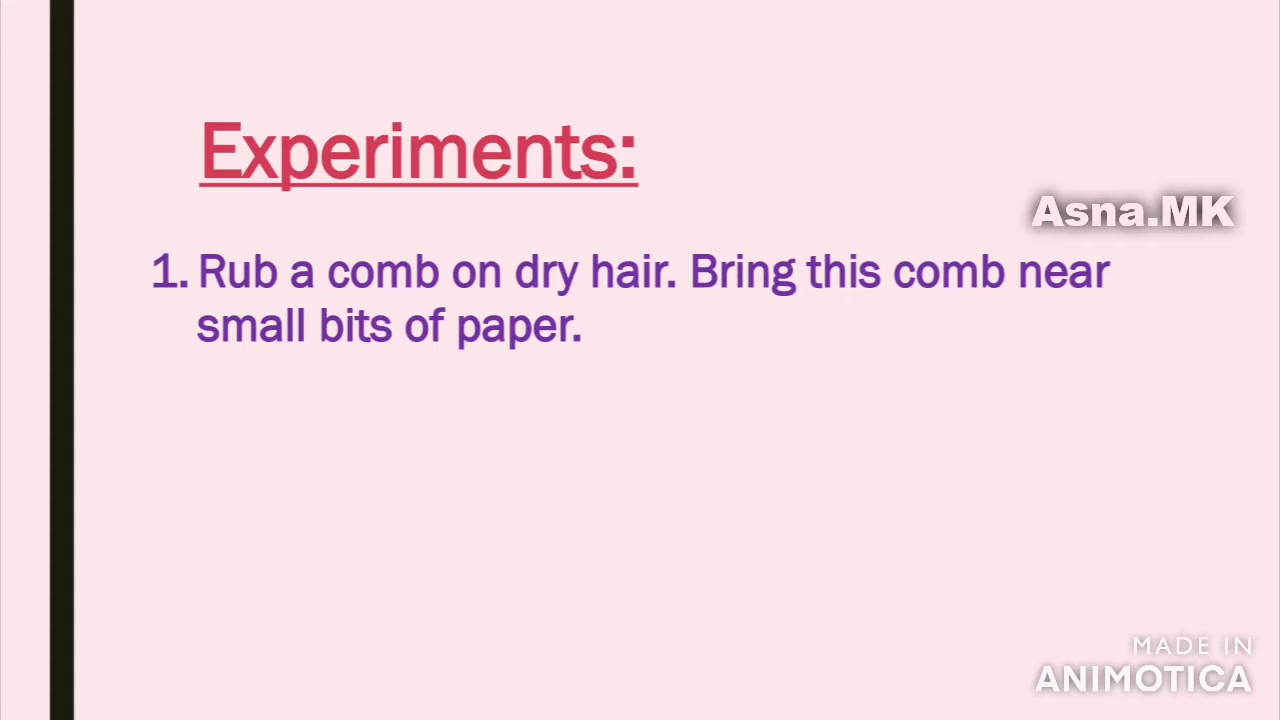 Experiments:
Asna.MK
1. Rub a comb on dry hair. Bring this comb near
small bits of paper.
MADE IN
ANIMOTICA